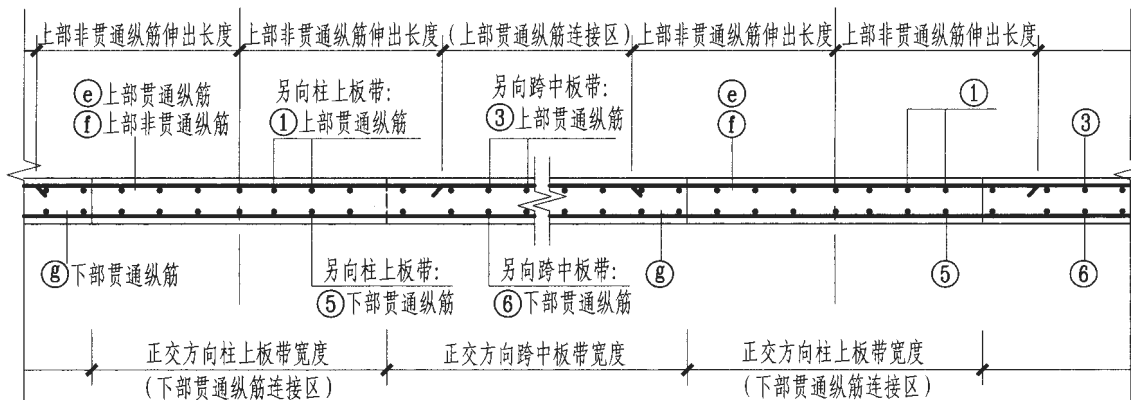 上部非贯通纵筋伸出长度 上部非贯通纵筋伸出长度 (上部贯通纵筋连接区) 上部非贯通纵筋伸出长度 上部非贯通纵筋伸出长度
ⓔ上部贯通纵筋
ⓕ上部非贯通纵筋
另向柱上板带:
①上部贯通纵筋
另向跨中板带:
③上部贯通纵筋
ⓔ
ⓕ
①
③
ⓖ下部贯通纵筋
另向柱上板带:
⑤下部贯通纵筋
另向跨中板带:
⑥下部贯通纵筋
ⓖ
⑤
⑥
正交方向柱上板带宽度
(下部贯通纵筋连接区)
正交方向跨中板带宽度
正交方向柱上板带宽度
(下部贯通纵筋连接区)